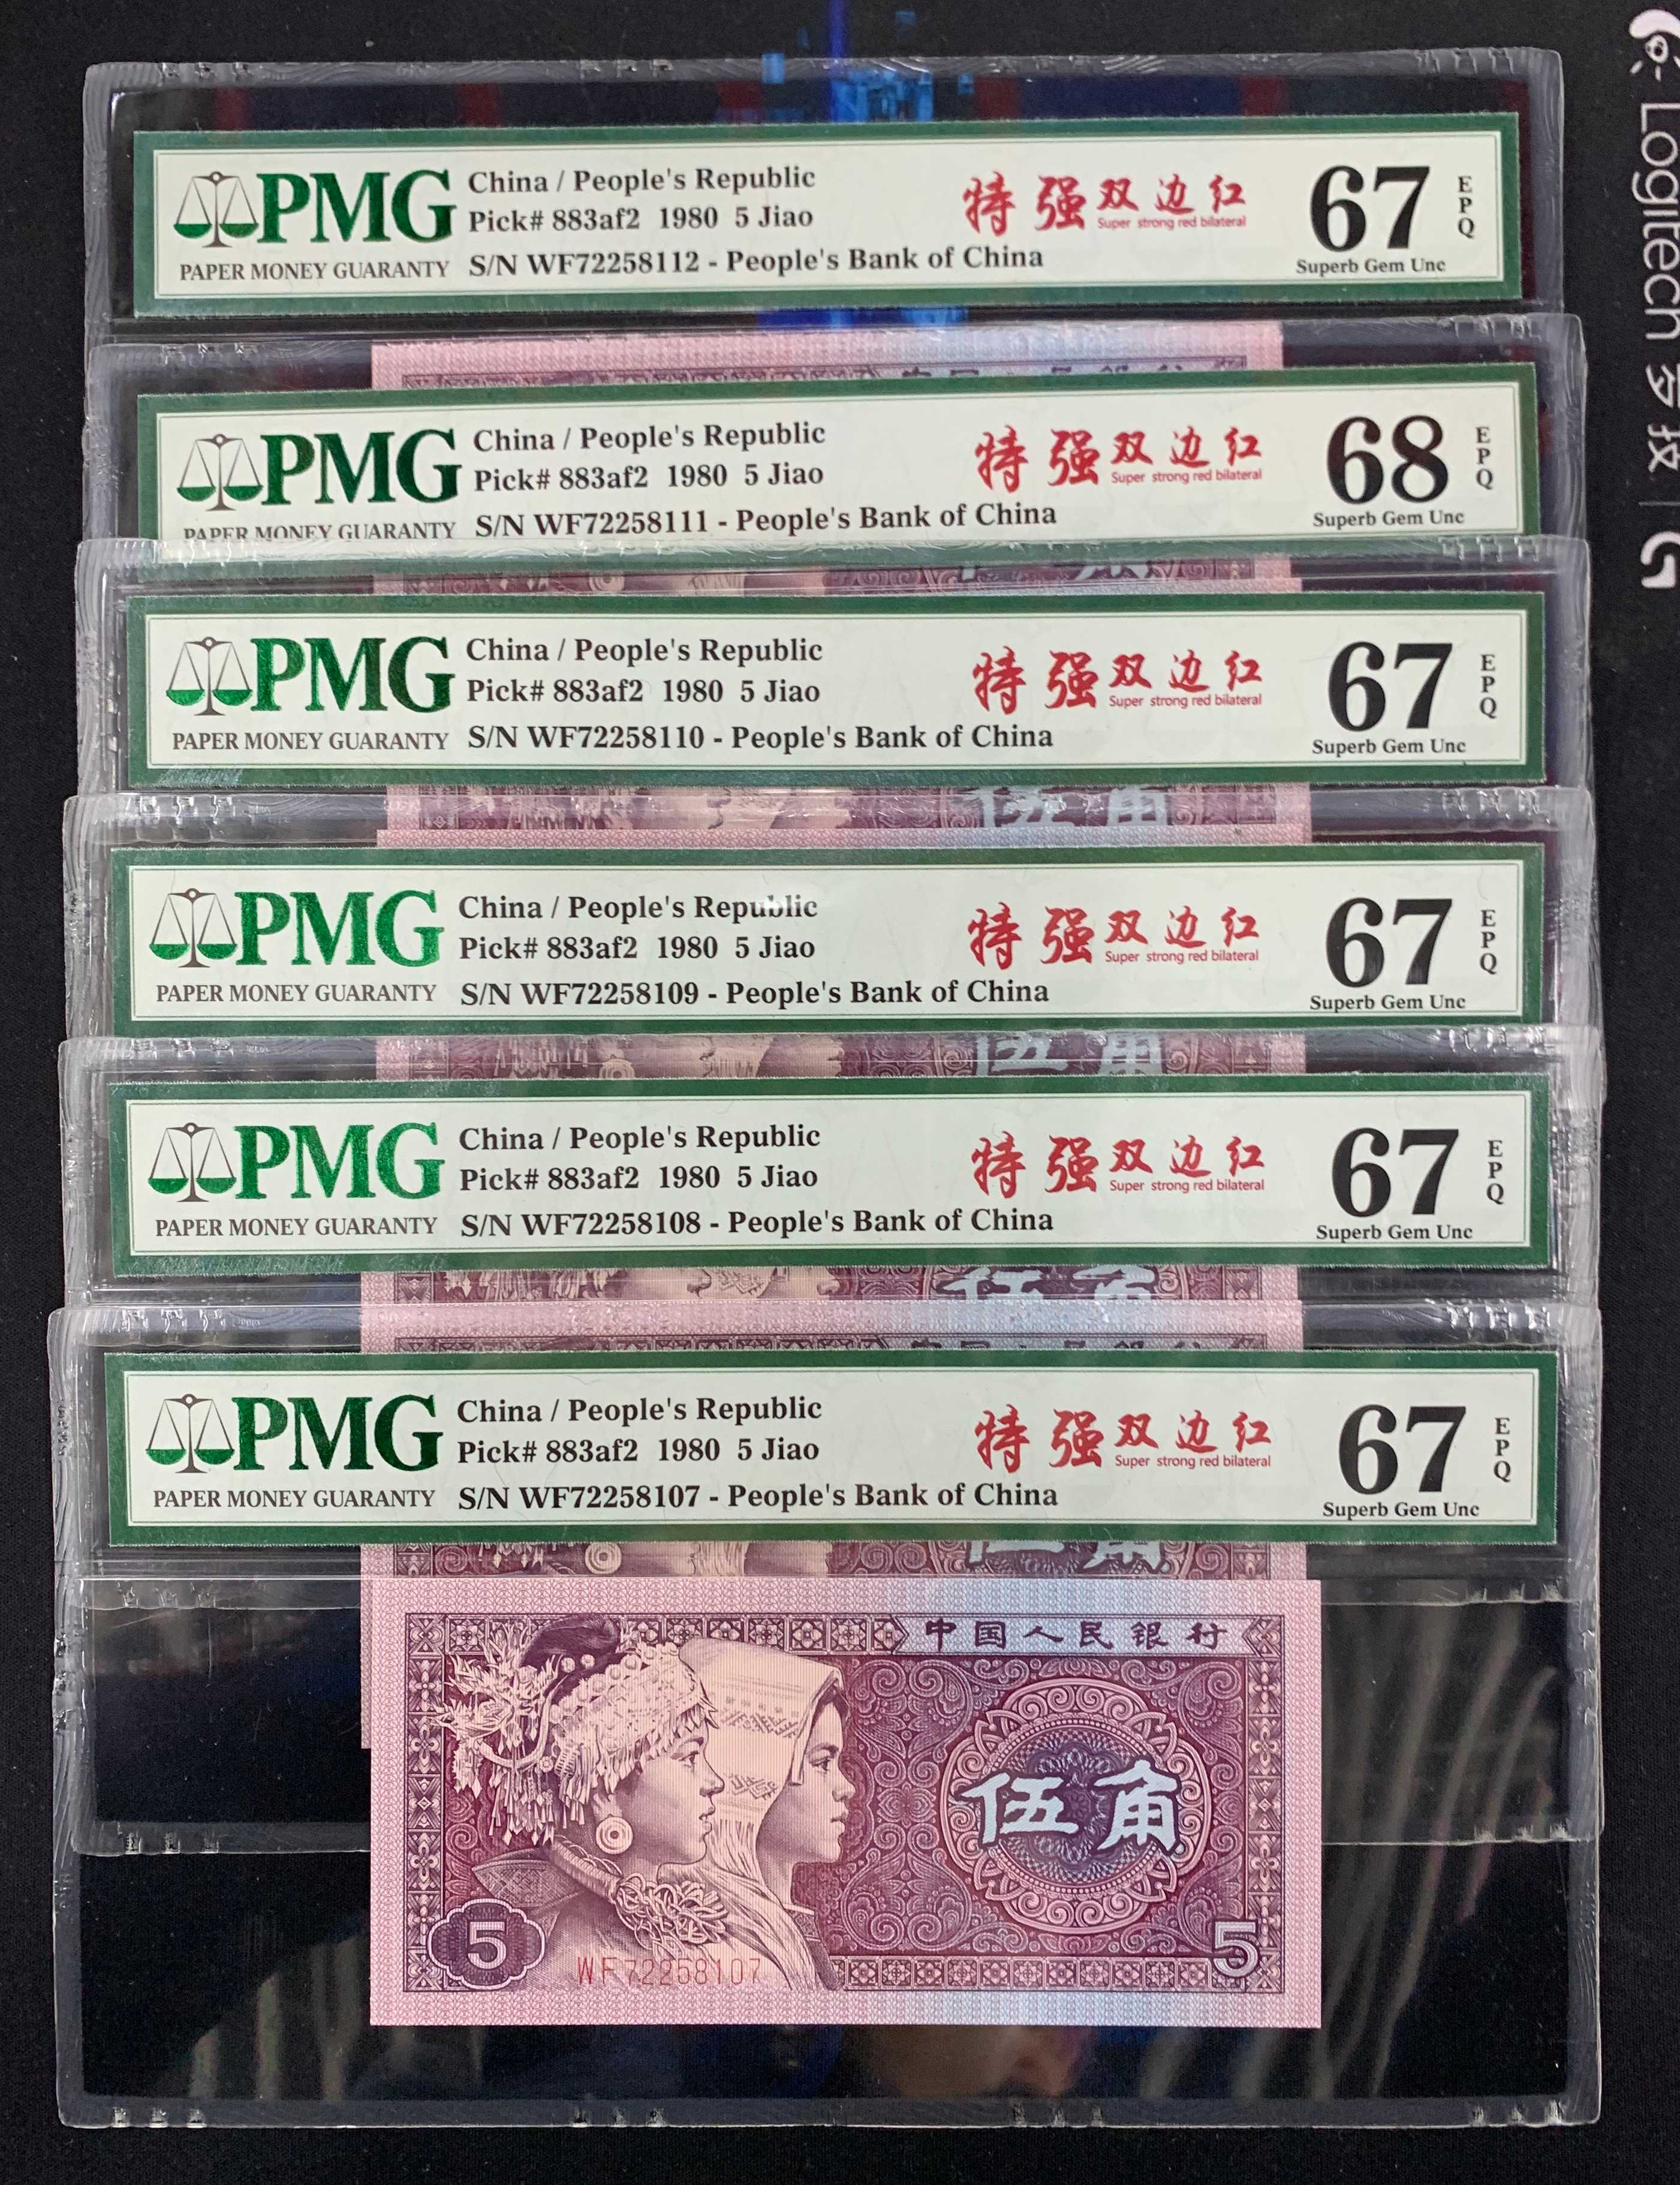 PMG
PAPER MONEY GUARANTY
China / People's Republic
Pick# 883af2 1980 5 Jiao
S/N WF72258112 - People's Bank of China
特强双边红
Super strong red bilateral
67
EPQ
Superb Gem Unc
PMG
PAPER MONEY GUARANTY
China / People's Republic
Pick# 883af2 1980 5 Jiao
S/N WF72258111 - People's Bank of China
特强双边红
Super strong red bilateral
68
EPQ
Superb Gem Unc
伍角
PMG
PAPER MONEY GUARANTY
China / People's Republic
Pick# 883af2 1980 5 Jiao
S/N WF72258110 - People's Bank of China
特强双边红
Super strong red bilateral
67
EPQ
Superb Gem Unc
伍角
PMG
PAPER MONEY GUARANTY
China / People's Republic
Pick# 883af2 1980 5 Jiao
S/N WF72258109 - People's Bank of China
特强双边红
Super strong red bilateral
67
EPQ
Superb Gem Unc
伍角
PMG
PAPER MONEY GUARANTY
China / People's Republic
Pick# 883af2 1980 5 Jiao
S/N WF72258108 - People's Bank of China
特强双边红
Super strong red bilateral
67
EPQ
Superb Gem Unc
伍角
PMG
PAPER MONEY GUARANTY
China / People's Republic
Pick# 883af2 1980 5 Jiao
S/N WF72258107 - People's Bank of China
特强双边红
Super strong red bilateral
67
EPQ
Superb Gem Unc
伍角
中国人民银行
伍角
5
WF72258107
5
Logitech